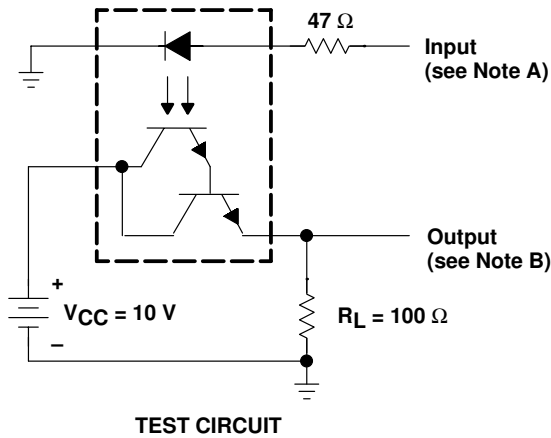 47 Ω
Input
(see Note A)
Output
(see Note B)
+
VCC = 10 V
–
RL = 100 Ω
TEST CIRCUIT